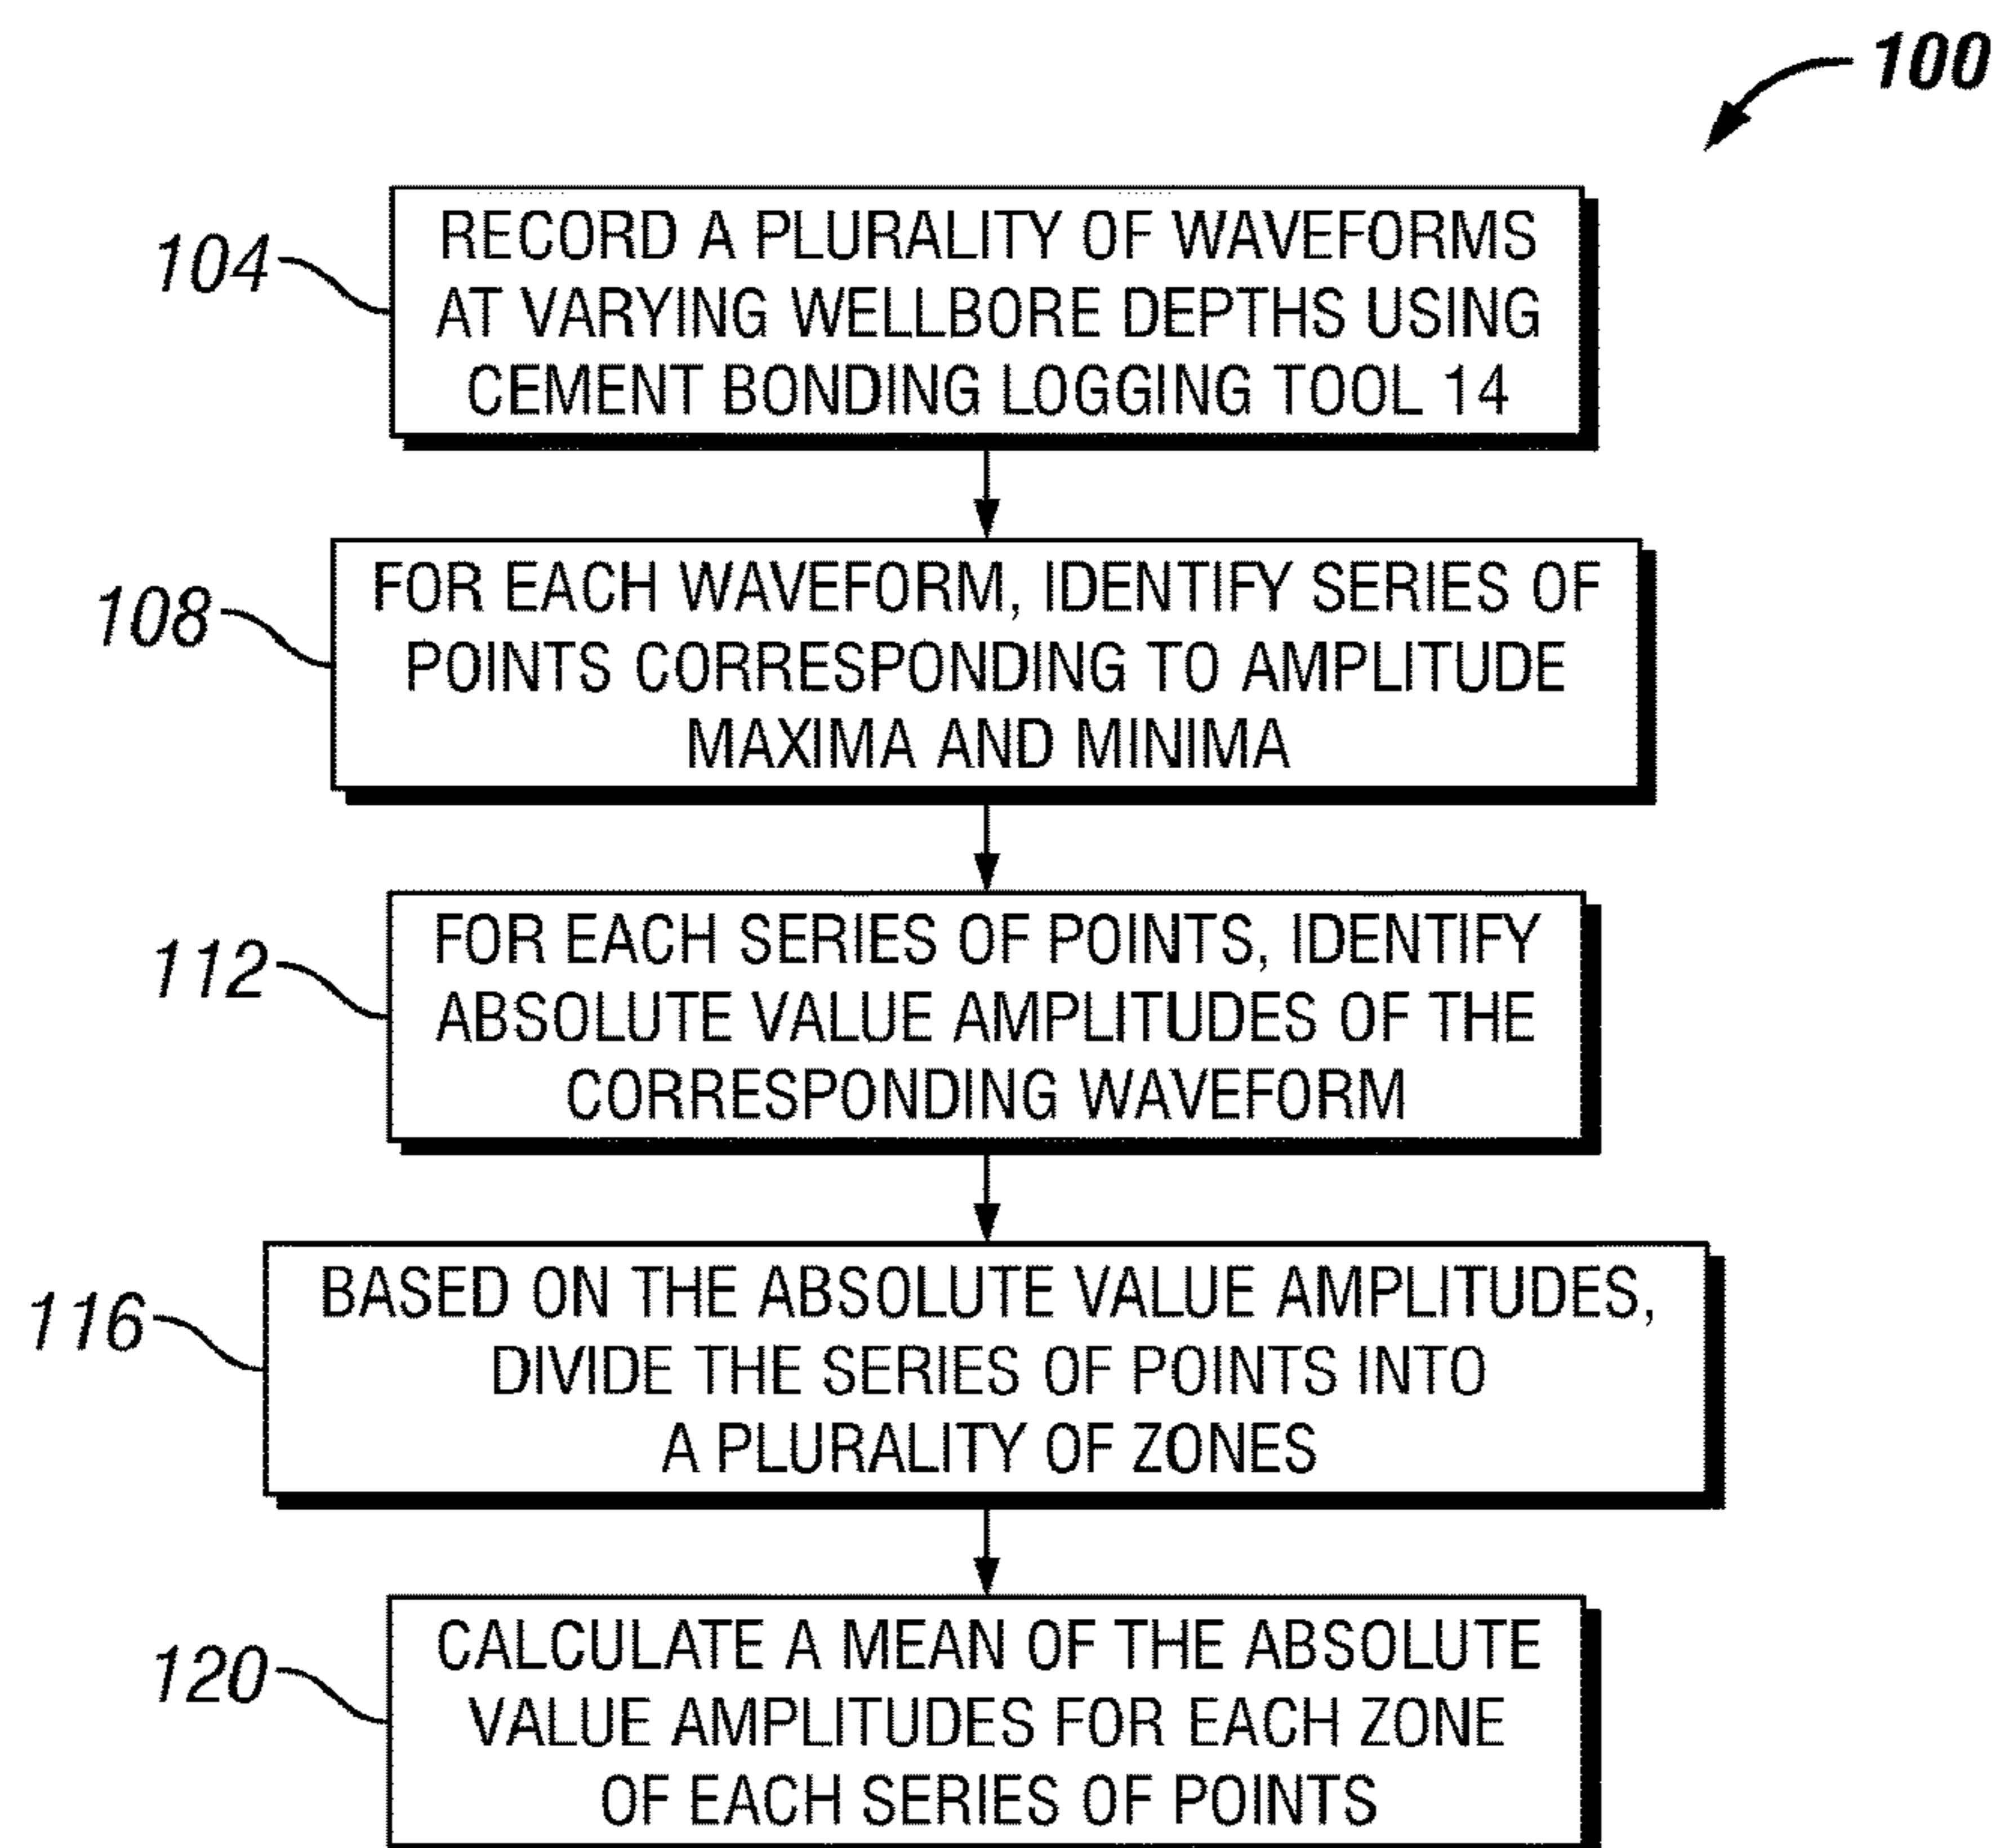 100
104
RECORD A PLURALITY OF WAVEFORMS
AT VARYING WELLBORE DEPTHS USING
CEMENT BONDING LOGGING TOOL 14
108
FOR EACH WAVEFORM, IDENTIFY SERIES OF
POINTS CORRESPONDING TO AMPLITUDE
MAXIMA AND MINIMA
112
FOR EACH SERIES OF POINTS, IDENTIFY
ABSOLUTE VALUE AMPLITUDES OF THE
CORRESPONDING WAVEFORM
116
BASED ON THE ABSOLUTE VALUE AMPLITUDES,
DIVIDE THE SERIES OF POINTS INTO
A PLURALITY OF ZONES
120
CALCULATE A MEAN OF THE ABSOLUTE
VALUE AMPLITUDES FOR EACH ZONE
OF EACH SERIES OF POINTS